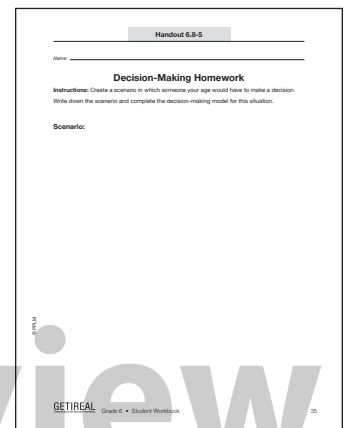 Handout 6.8-5
Name:
Decision-Making Homework
Instructions: Create a scenario in which someone your age would have to make a decision.
Write down the scenario and complete the decision-making model for this situation.
Scenario:
© PPLM
view
GET REAL Grade 6 • Student Workbook 35